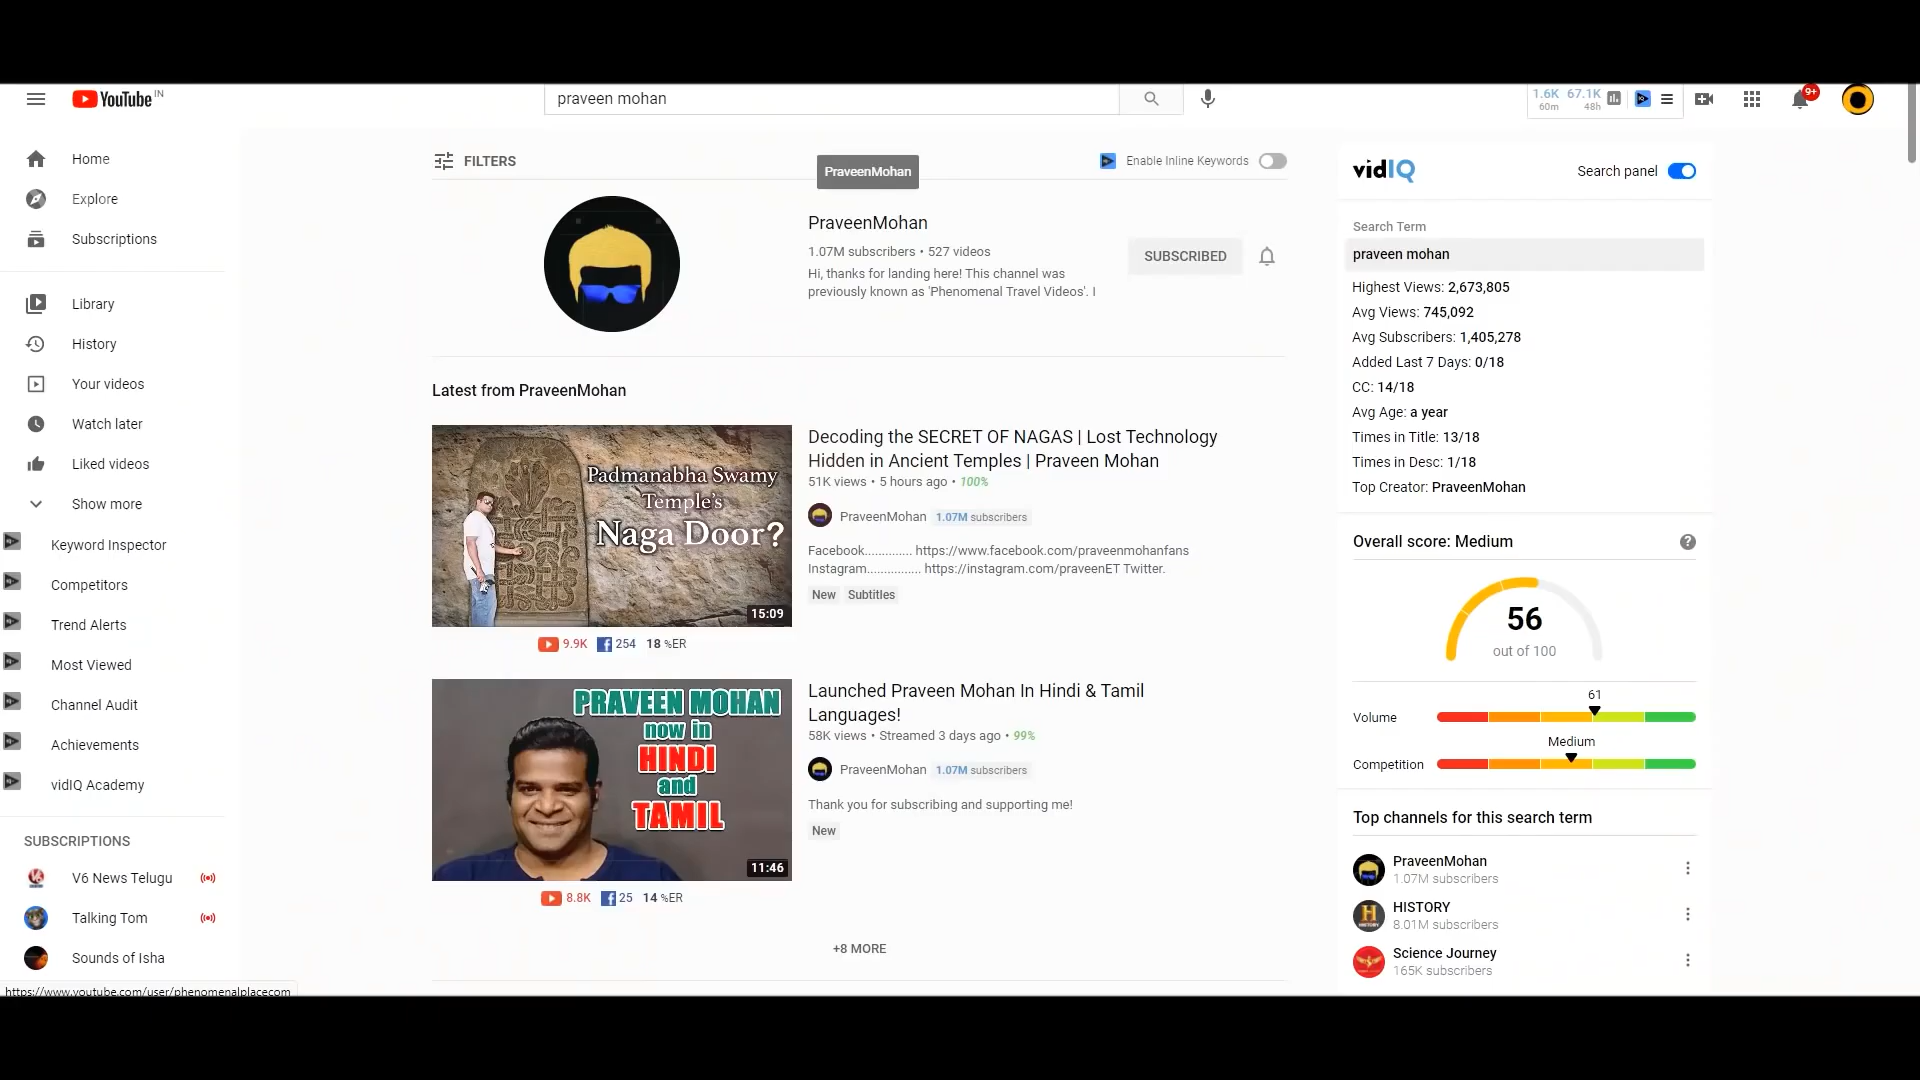 YouTube IN
praveen mohan
1.6K 67.1K
60m 48h
9+
Home
Explore
Subscriptions
Library
History
Your videos
Watch later
Liked videos
Show more
Keyword Inspector
Competitors
Trend Alerts
Most Viewed
Channel Audit
Achievements
vidIQ Academy
SUBSCRIPTIONS
V6 News Telugu
Talking Tom
Sounds of Isha
https://www.youtube.com/user/phenomenalplacecom
FILTERS
PraveenMohan
Enable Inline Keywords
PraveenMohan
1.07M subscribers • 527 videos
Hi, thanks for landing here! This channel was
previously known as 'Phenomenal Travel Videos'. I
SUBSCRIBED
Latest from PraveenMohan
Padmanabha Swamy
Temple's
Naga Door?
15:09
9.9K 254 18 %ER
Decoding the SECRET OF NAGAS | Lost Technology
Hidden in Ancient Temples | Praveen Mohan
51K views • 5 hours ago • 100%
PraveenMohan 1.07M subscribers
Facebook............. https://www.facebook.com/praveenmohanfans
Instagram............... https://instagram.com/praveenET Twitter.
New Subtitles
PRAVEEN MOHAN
now in
HINDI
and
TAMIL
11:46
8.8K 25 14 %ER
Launched Praveen Mohan In Hindi & Tamil
Languages!
58K views • Streamed 3 days ago • 99%
PraveenMohan 1.07M subscribers
Thank you for subscribing and supporting me!
New
+8 MORE
vidIQ
Search panel
Search Term
praveen mohan
Highest Views: 2,673,805
Avg Views: 745,092
Avg Subscribers: 1,405,278
Added Last 7 Days: 0/18
CC: 14/18
Avg Age: a year
Times in Title: 13/18
Times in Desc: 1/18
Top Creator: PraveenMohan
Overall score: Medium
?
56
out of 100
61
Volume
Medium
Competition
Top channels for this search term
PraveenMohan
1.07M subscribers
HISTORY
8.01M subscribers
Science Journey
165K subscribers